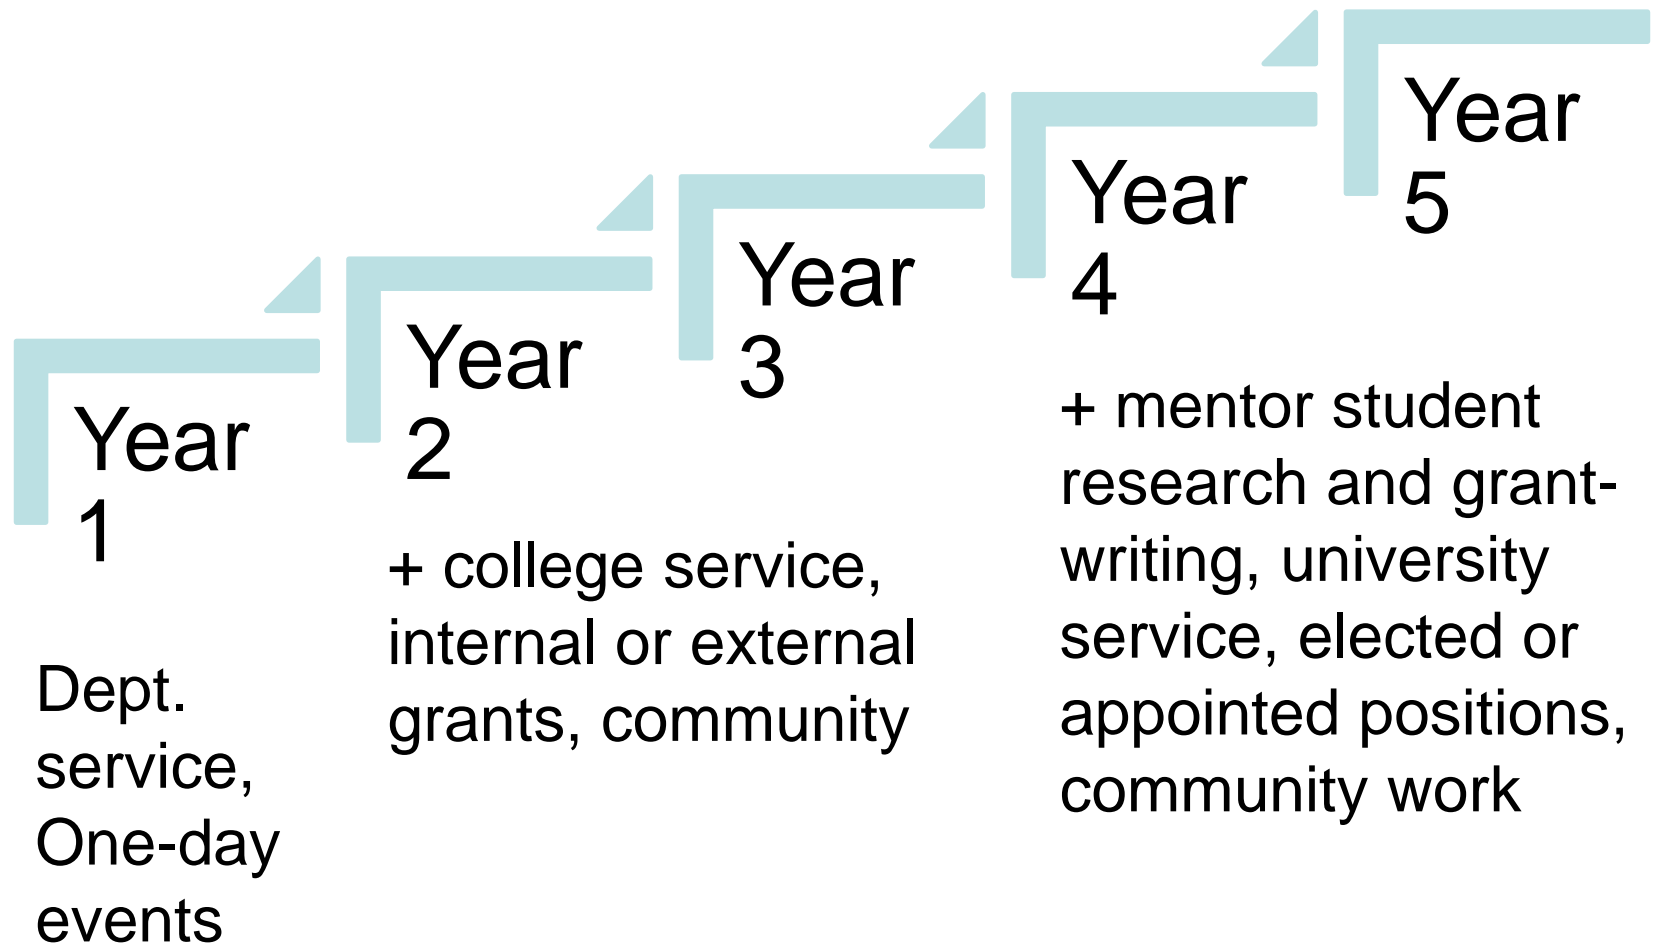 Year
1
Dept.
service,
One-day
events
Year
2
+ college service,
internal or external
grants, community
Year
3
Year
4
+ mentor student
research and grant-
writing, university
service, elected or
appointed positions,
community work
Year
5